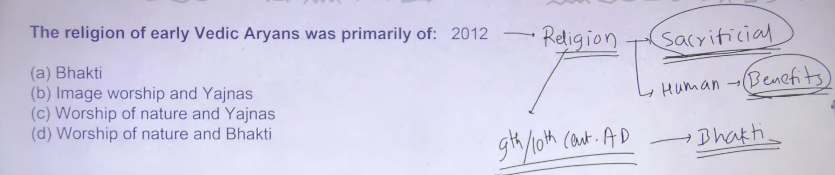 The religion of early Vedic Aryans was primarily of: 2012
Religion
Sacrificial
Human
Benefits
(a) Bhakti
(b) Image worship and Yajnas
(c) Worship of nature and Yajnas
(d) Worship of nature and Bhakti
9th/10th Cent. AD
Bhakti